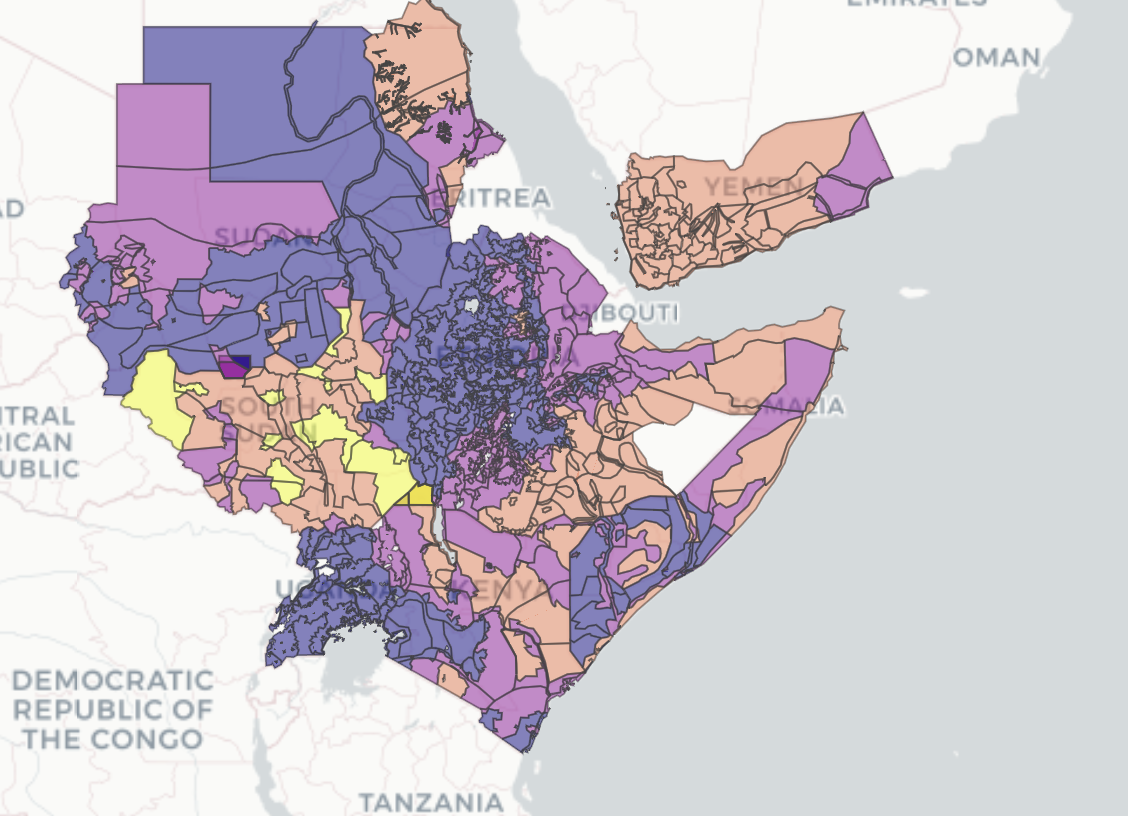 EMIRATES
OMAN
AD
ERITREA
YEMEN
SUDAN
DJIBOUTI
ETHIOPIA
SOMALIA
SOUTH
SUDAN
NTRAL
RICAN
UBLIC
UGANDA
KENYA
DEMOCRATIC
REPUBLIC OF
THE CONGO
TANZANIA